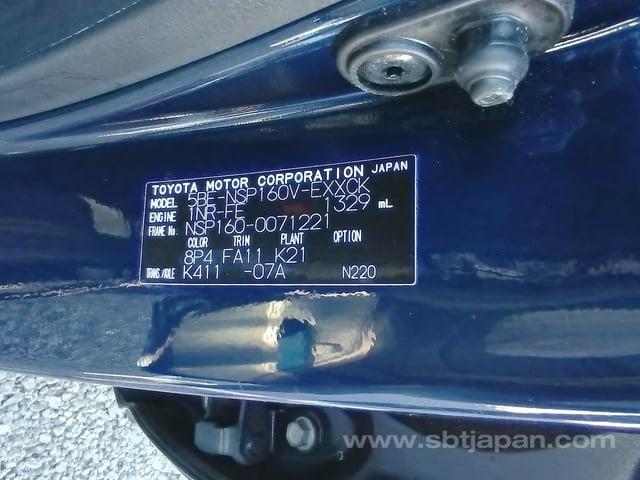 TOYOTA MOTOR CORPORATION JAPAN
MODEL 5BE-NSP160V-EXXCK
ENGINE 1NR-FE 1329 mL
FRAME No. NSP160-0071221
COLOR TRIM PLANT OPTION
8P4 FA11 K21
TRANS./AXLE K411 -07A N220
www.sbtjapan.com